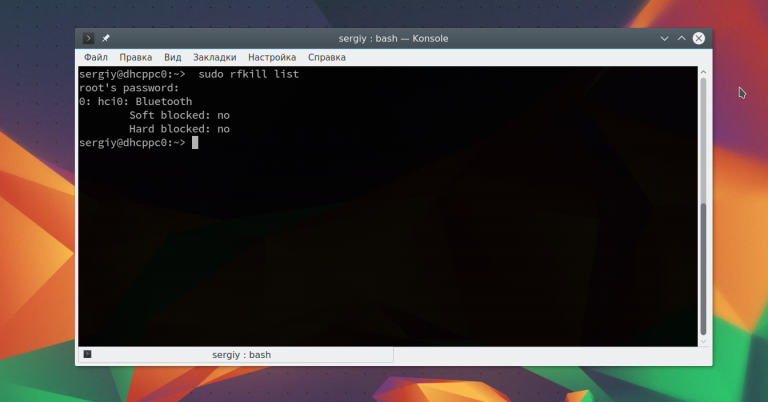 sergiy : bash — Konsole
Файл Правка Вид Закладки Настройка Справка
sergiy@dhcppc0:~>  sudo rfkill list
root's password:
0: hci0: Bluetooth
        Soft blocked: no
        Hard blocked: no
sergiy@dhcppc0:~>
sergiy : bash